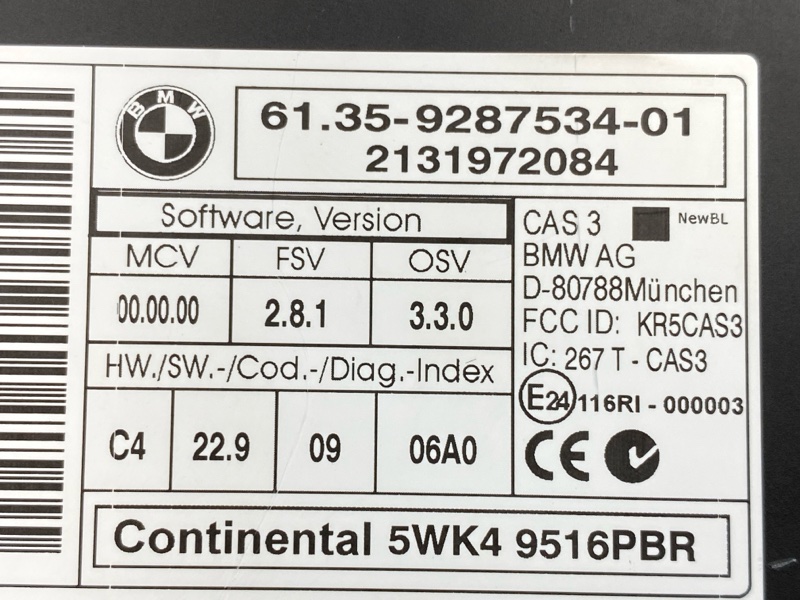 BMW
61.35-9287534-01
2131972084
Software, Version
MCV FSV OSV
00.00.00 2.8.1 3.3.0
HW./SW.-/Cod.-/Diag.-Index
C4 22.9 09 06A0
CAS 3 NewBL
BMW AG
D-80788München
FCC ID: KR5CAS3
IC: 267 T - CAS3
E24 116RI - 000003
CE
Continental 5WK4 9516PBR